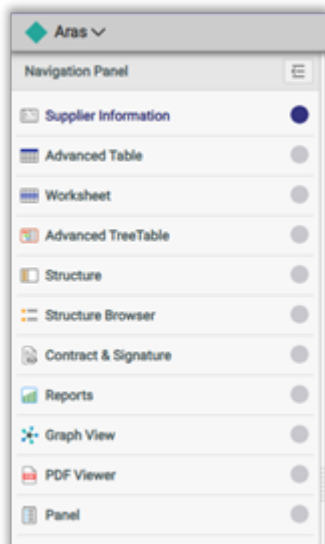 Aras
Navigation Panel
Supplier Information
Advanced Table
Worksheet
Advanced TreeTable
Structure
Structure Browser
Contract & Signature
Reports
Graph View
PDF Viewer
Panel